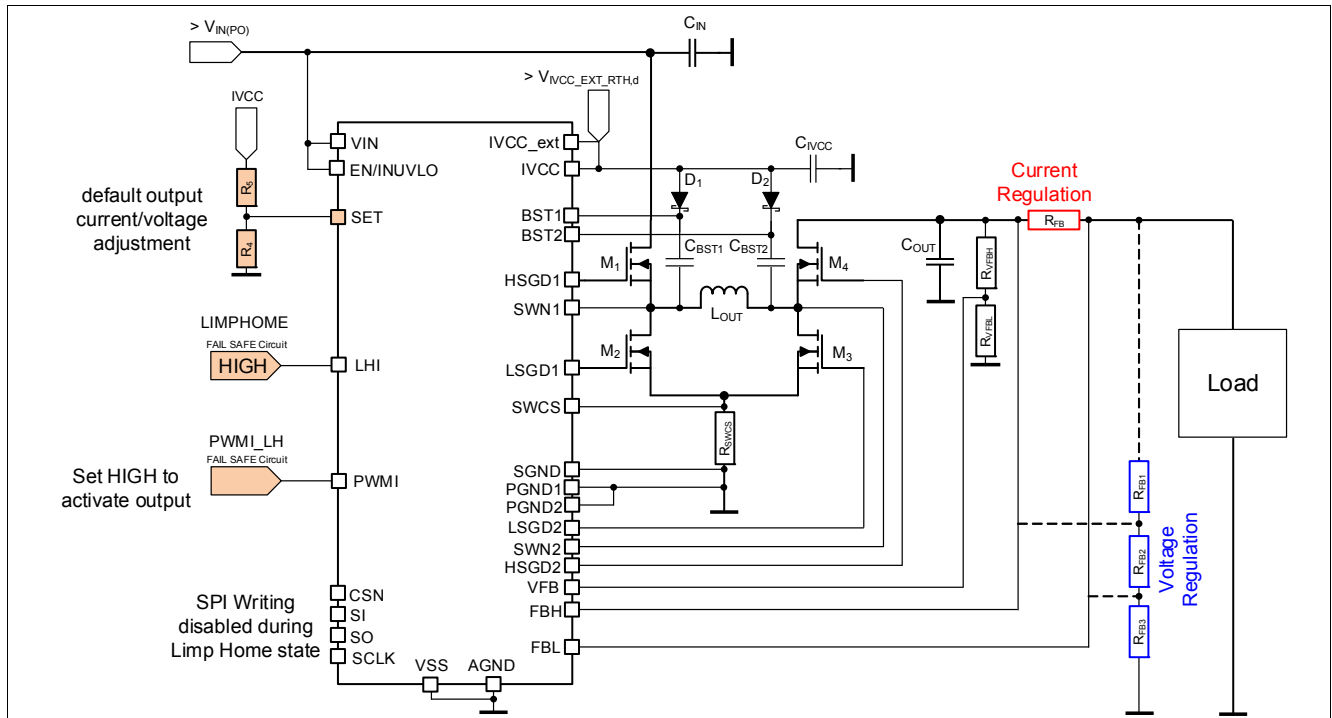 > VIN(PO)
CIN
> VIVCC_EXT_RTH,d
IVCC
VIN
EN/INUVLO
IVCC_ext
IVCC
CIVCC
R5
default output
current/voltage
adjustment
SET
R4
D1
D2
BST1
BST2
CBST1
CBST2
Current
Regulation
RFB
COUT
RVFBH
RVFBL
M1
M4
HSGD1
SWN1
LOUT
LIMPHOME
FAIL SAFE Circuit
HIGH
LHI
M2
M3
LSGD1
Load
SWCS
RSWCS
PWMI_LH
FAIL SAFE Circuit
Set HIGH to
activate output
PWMI
SGND
PGND1
PGND2
LSGD2
SWN2
HSGD2
VFB
FBH
FBL
RFB1
RFB2
RFB3
Voltage
Regulation
SPI Writing
disabled during
Limp Home state
CSN
SI
SO
SCLK
VSS
AGND